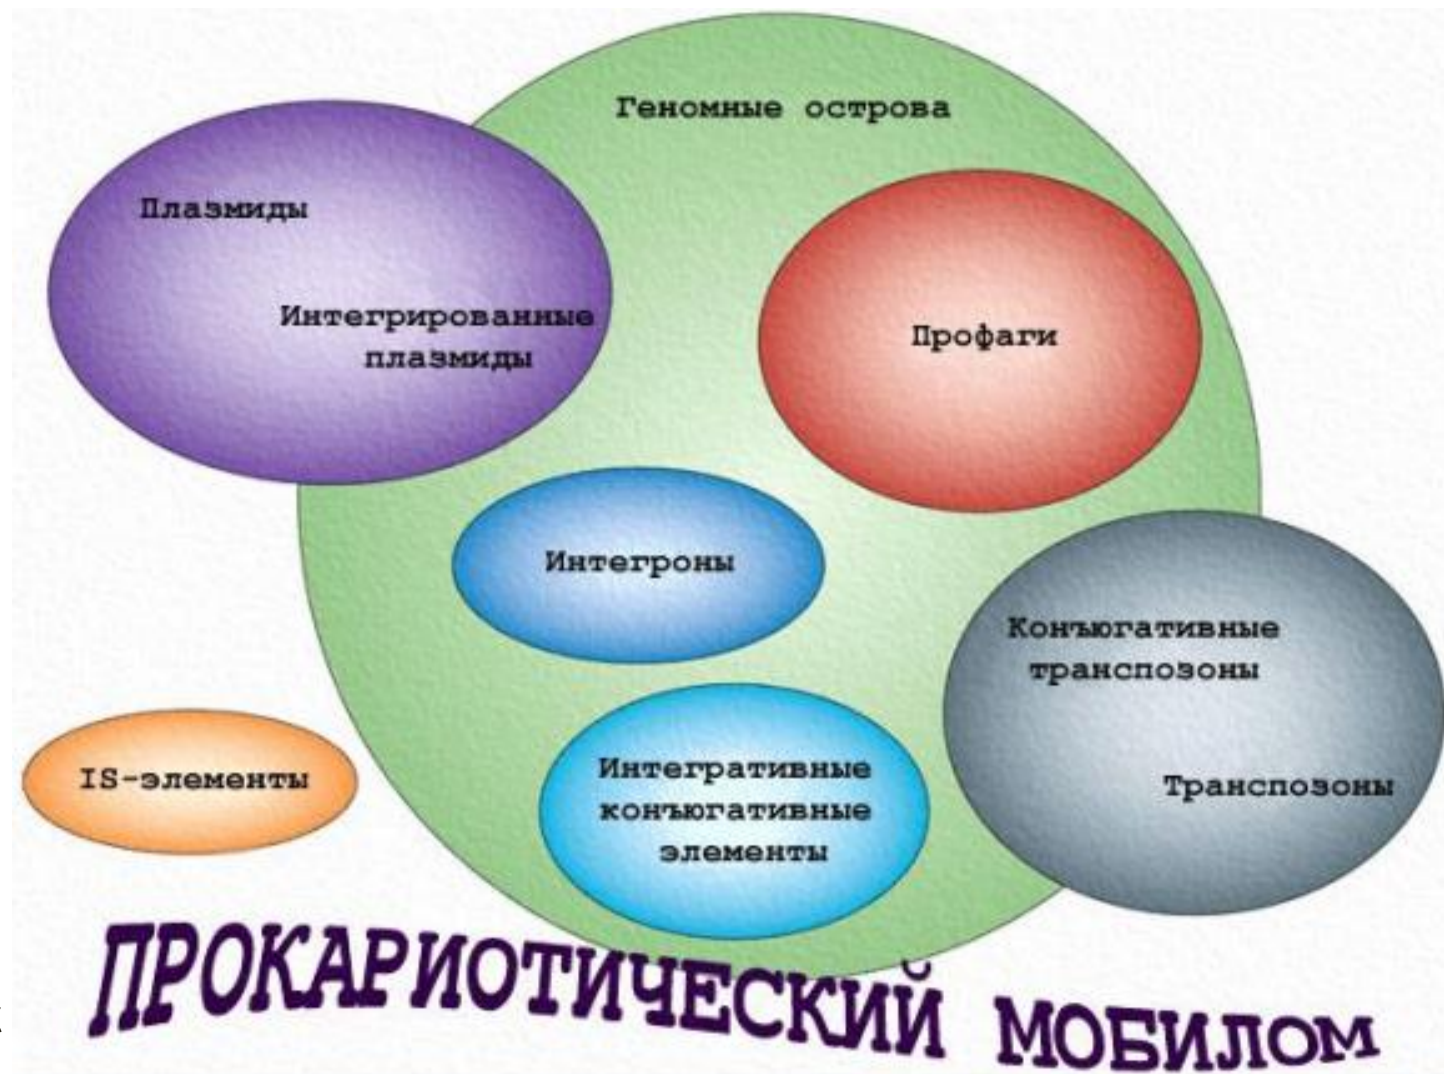 Геномные острова
Плазмиды
Интегрированные
плазмиды
Профаги
Интегроны
Конъюгативные
транспозоны
Транспозоны
Интегративные
конъюгативные
элементы
IS-элементы
ПРОКАРИОТИЧЕСКИЙ МОБИЛОМ